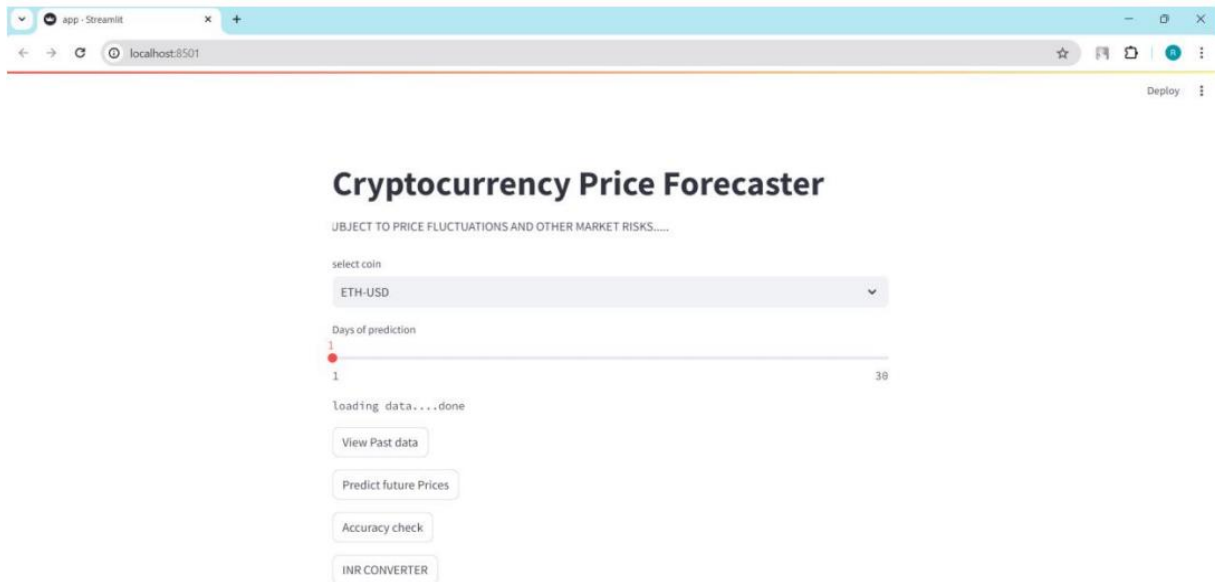 app · Streamlit
localhost:8501
R
Deploy
Cryptocurrency Price Forecaster
UBJECT TO PRICE FLUCTUATIONS AND OTHER MARKET RISKS.....
select coin
ETH-USD
Days of prediction
1
1 30
loading data....done
View Past data
Predict future Prices
Accuracy check
INR CONVERTER